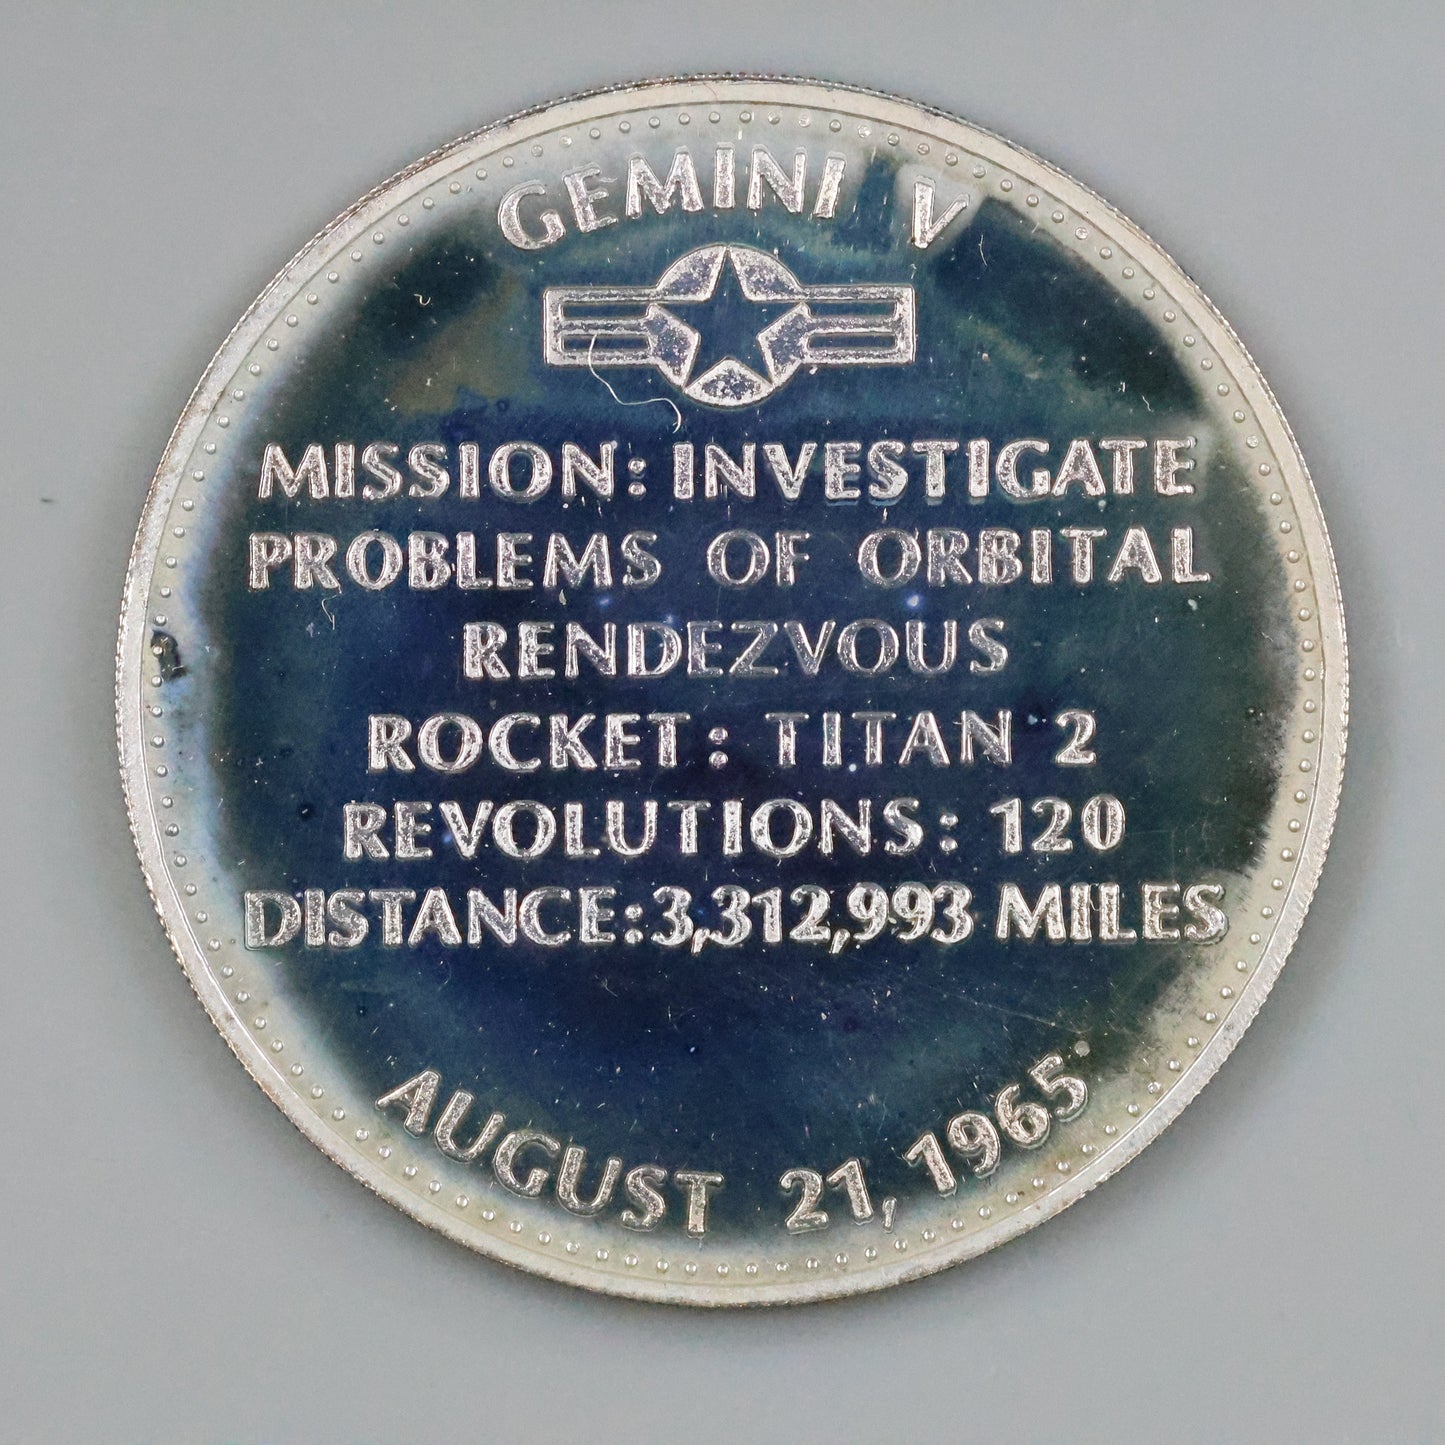 GEMINI V
MISSION: INVESTIGATE
PROBLEMS OF ORBITAL
RENDEZVOUS
ROCKET: TITAN 2
REVOLUTIONS: 120
DISTANCE: 3,312,993 MILES
AUGUST 21, 1965